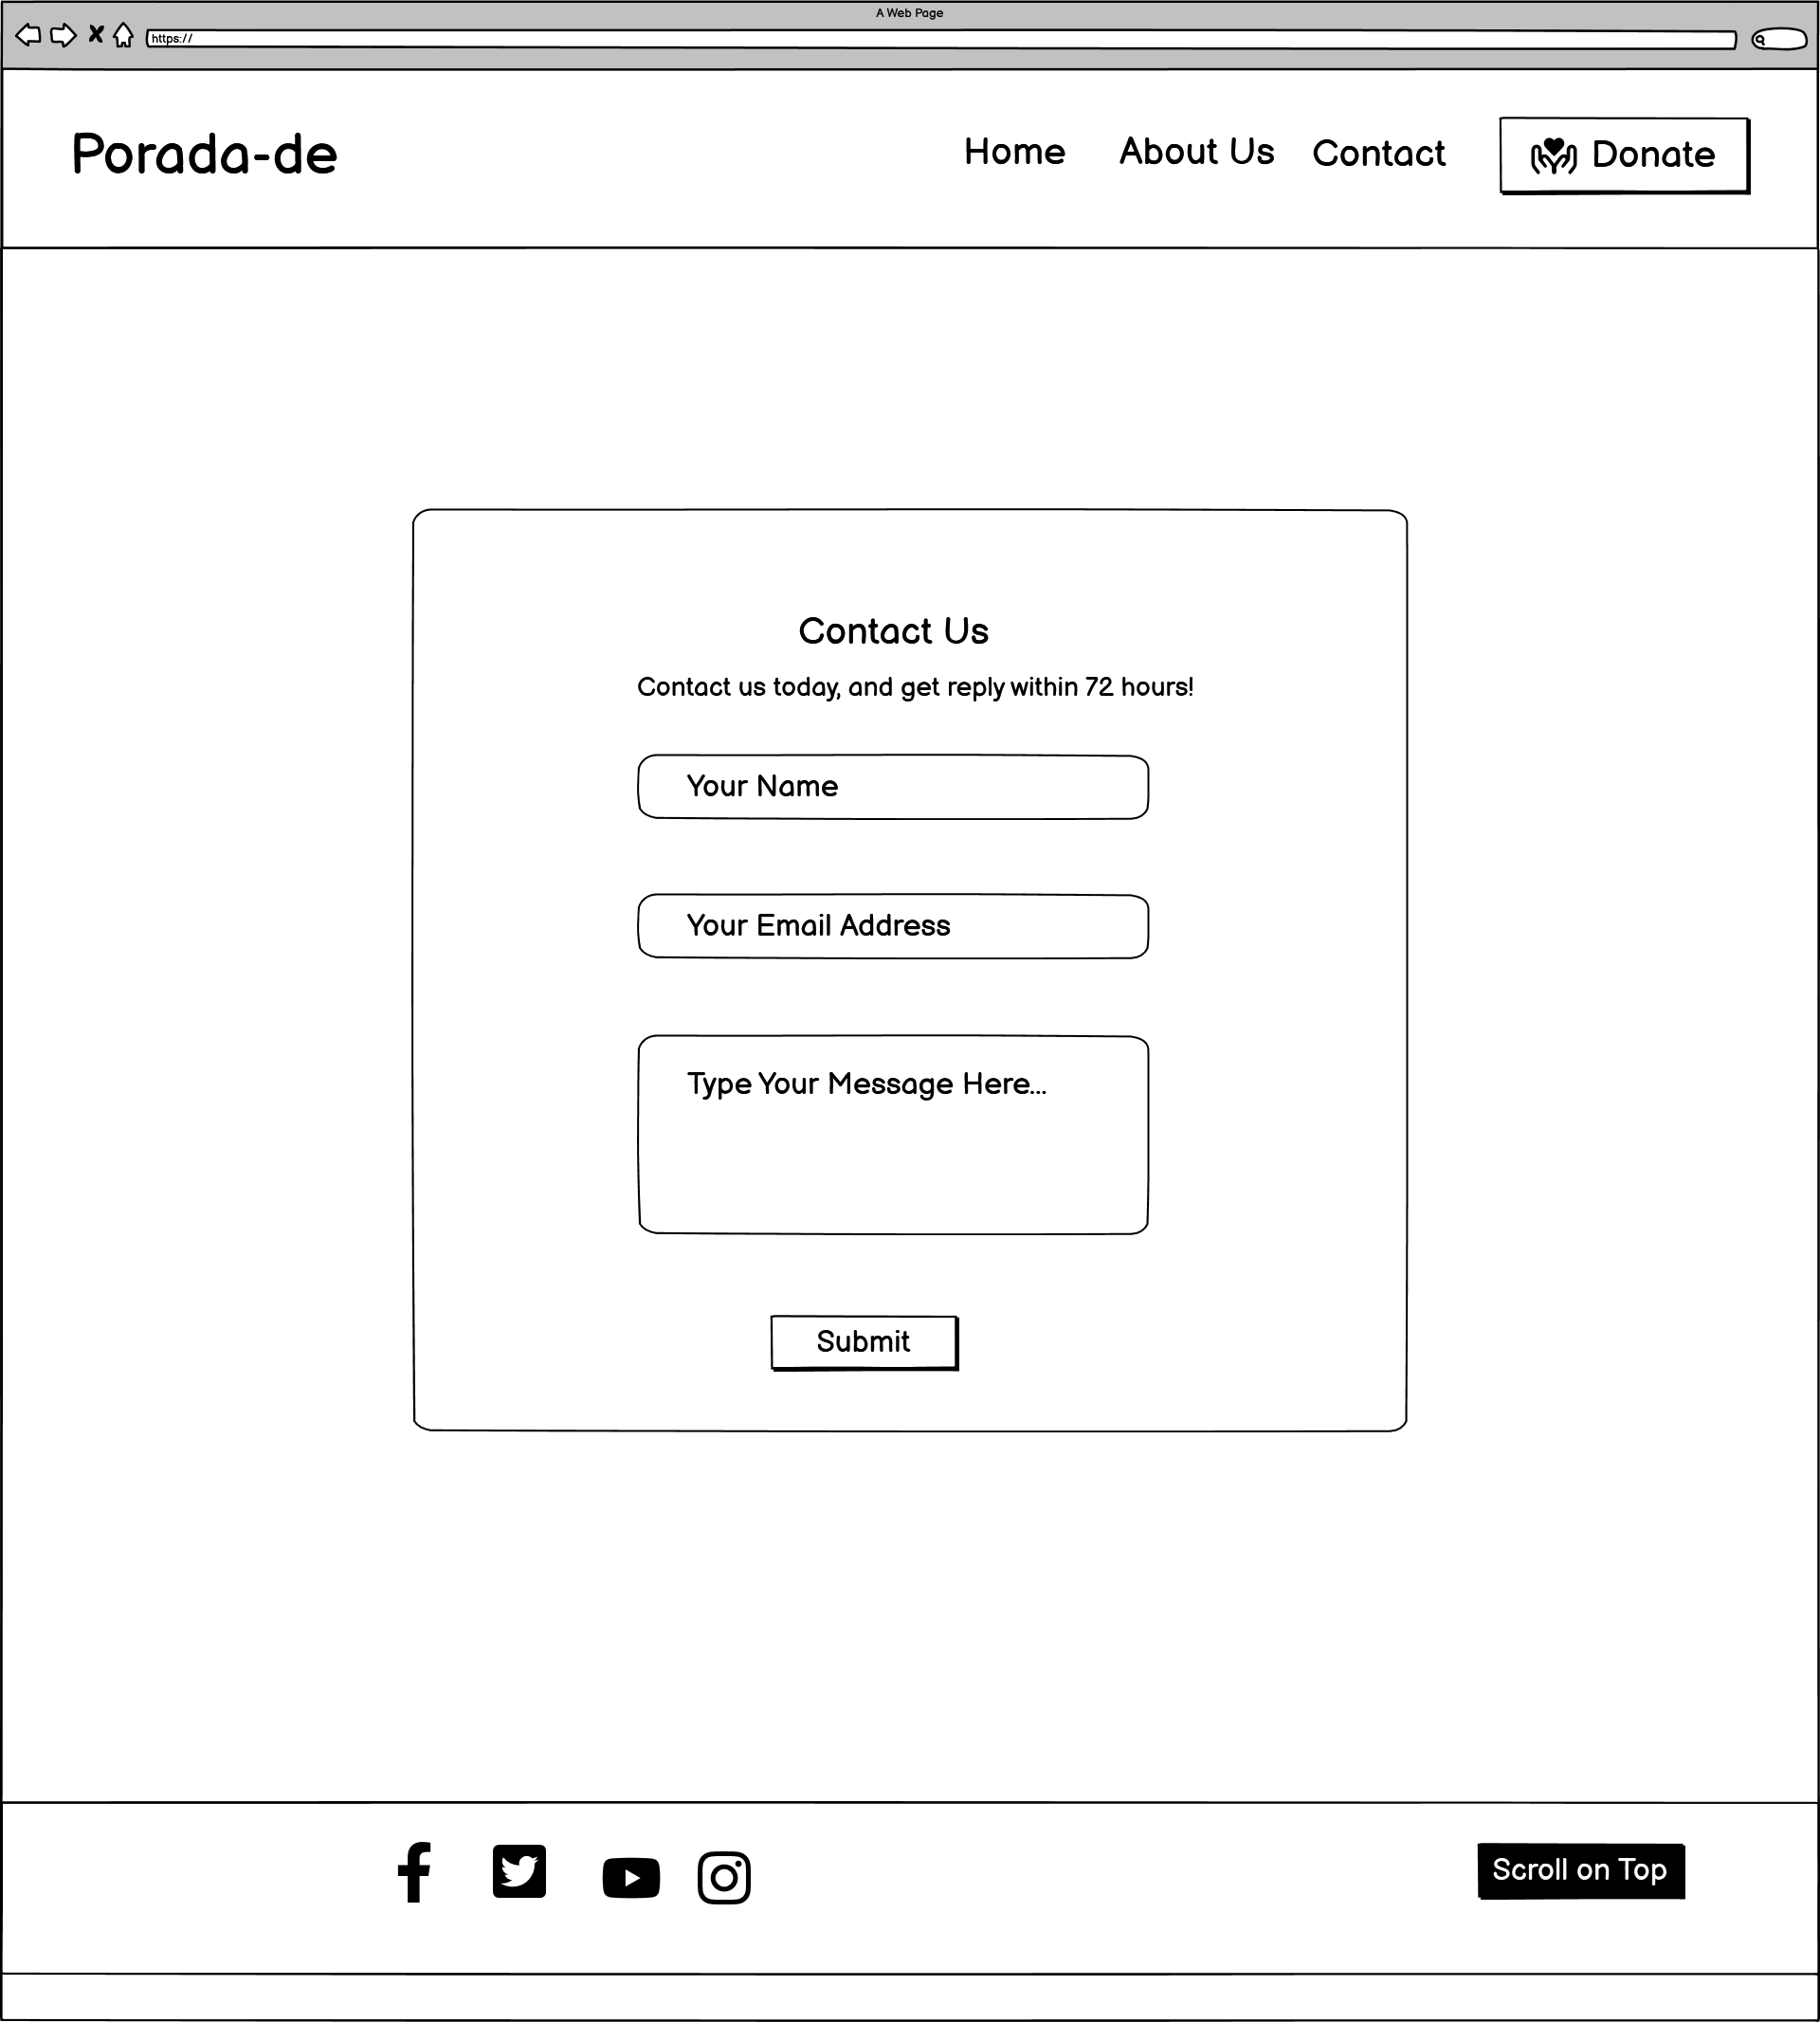 A Web Page
https://
Porada-de
Home About Us Contact Donate
Contact Us
Contact us today, and get reply within 72 hours!
Your Name
Your Email Address
Type Your Message Here...
Submit
Scroll on Top